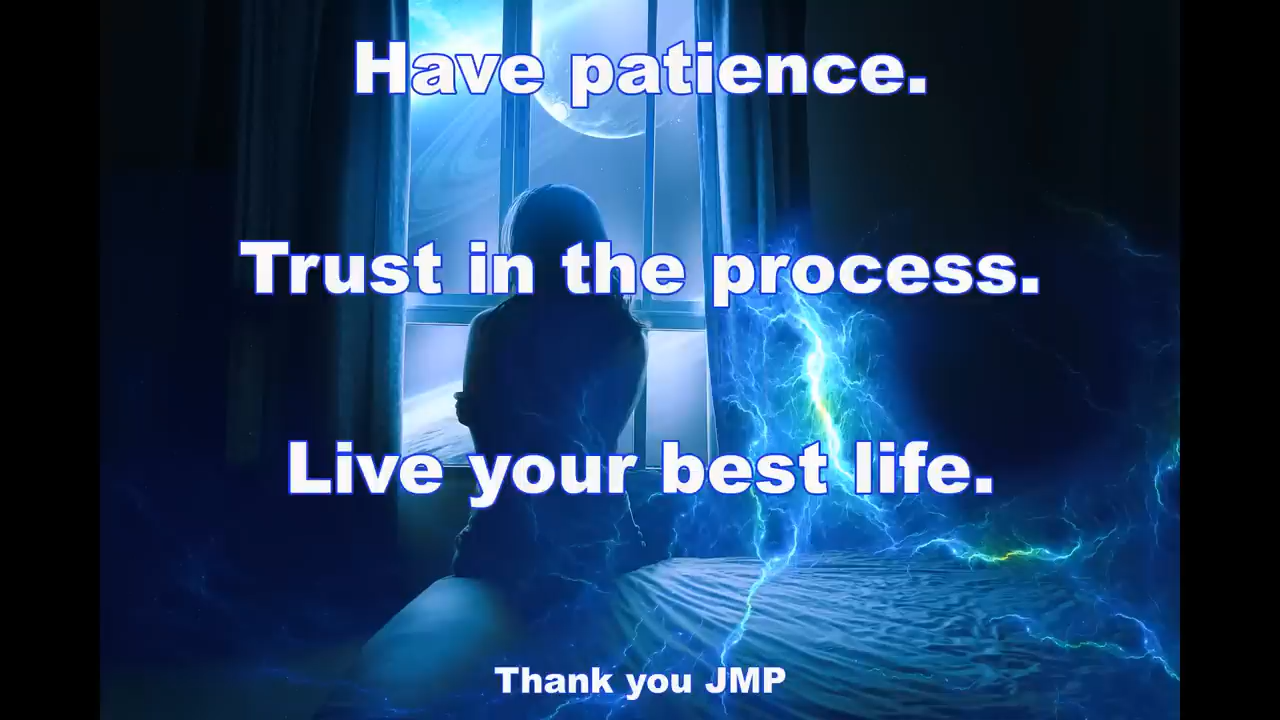 Have patience.
Trust in the process.
Live your best life.
Thank you JMP